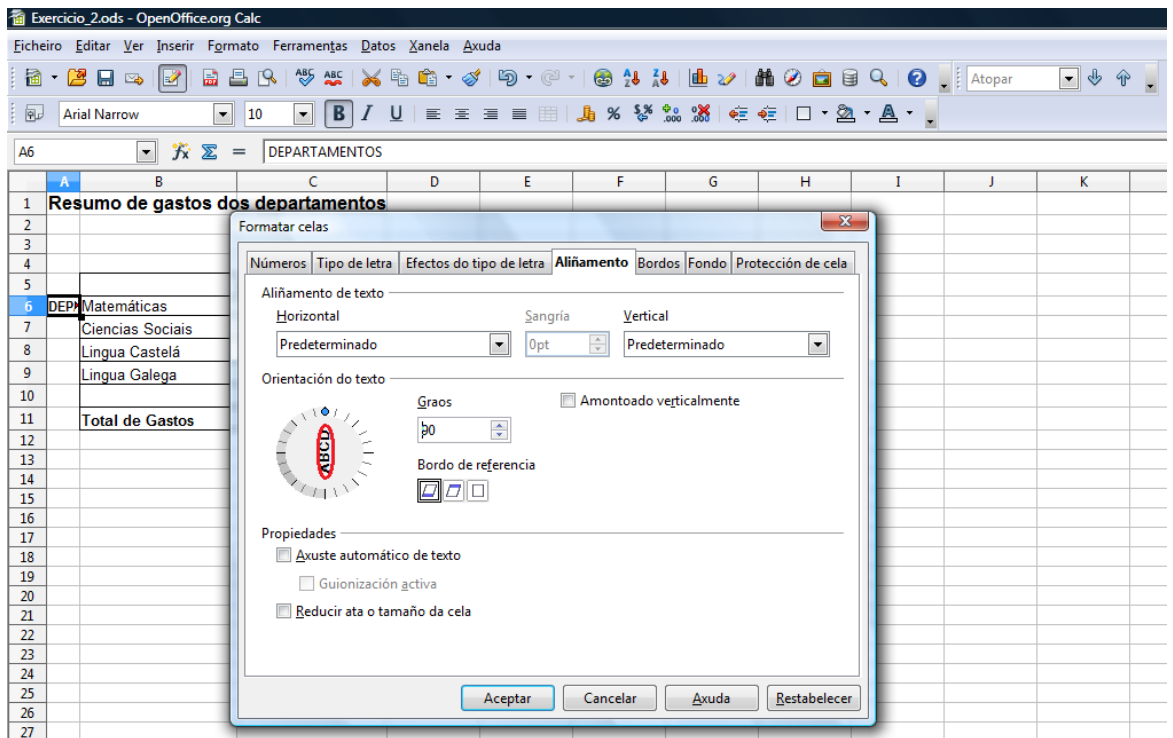 Exercicio_2.ods - OpenOffice.org Calc
Ficheiro Editar Ver Inserir Formato Ferramentas Datos Xanela Axuda
Atopar
Arial Narrow 10 B I U
A6 = DEPARTAMENTOS
A B C D E F G H I J K
1 Resumo de gastos dos departamentos
2
3
4
5
6 DEP Matemáticas
7 Ciencias Sociais
8 Lingua Castelá
9 Lingua Galega
10
11 Total de Gastos
12
13
14
15
16
17
18
19
20
21
22
23
24
25
26
27
Formatar celas
Números Tipo de letra Efectos do tipo de letra Aliñamento Bordos Fondo Protección de cela
Aliñamento de texto
Horizontal Sangría Vertical
Predeterminado 0pt Predeterminado
Orientación do texto
Graos
Amontoado verticalmente
ABCD
90
Bordo de referencia
Propiedades
Axuste automático de texto
Guionización activa
Reducir ata o tamaño da cela
Aceptar Cancelar Axuda Restabelecer